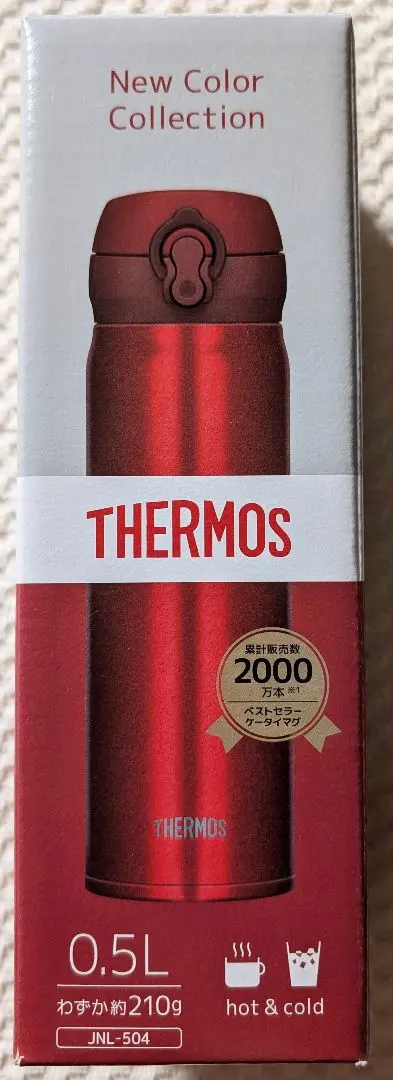 New Color
Collection
THERMOS
累計販売数
2000
万本※1
ベストセラー
ケータイマグ
THERMOS
0.5L
わずか約210g
JNL-504
hot & cold